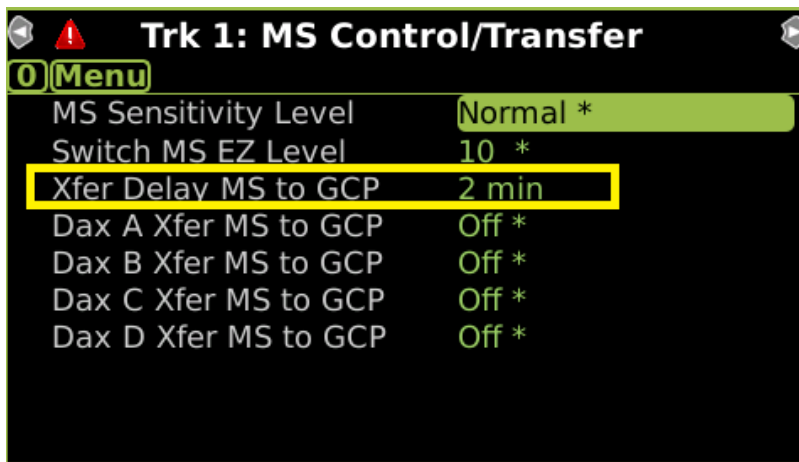 Trk 1: MS Control/Transfer
0 Menu
MS Sensitivity Level Normal *
Switch MS EZ Level 10 *
Xfer Delay MS to GCP 2 min
Dax A Xfer MS to GCP Off *
Dax B Xfer MS to GCP Off *
Dax C Xfer MS to GCP Off *
Dax D Xfer MS to GCP Off *